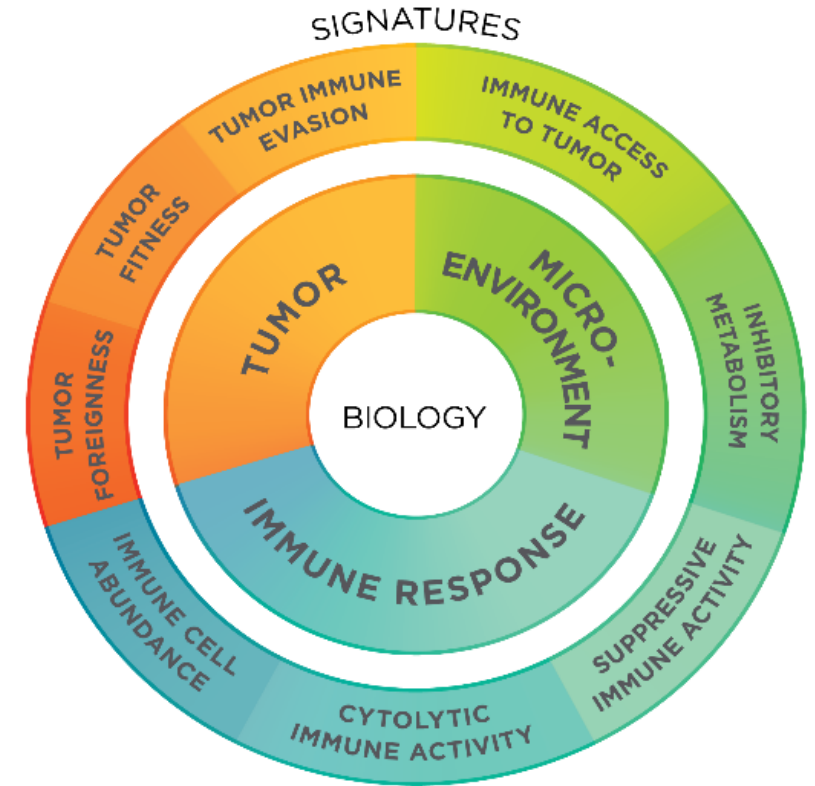 SIGNATURES
TUMOR IMMUNE
EVASION
IMMUNE ACCESS
TO TUMOR
TUMOR
FITNESS
INHIBITORY
METABOLISM
TUMOR
FOREIGNNESS
TUMOR
MICRO-
ENVIRONMENT
BIOLOGY
IMMUNE RESPONSE
IMMUNE CELL
ABUNDANCE
CYTOLYTIC
IMMUNE ACTIVITY
SUPPRESSIVE
IMMUNE ACTIVITY